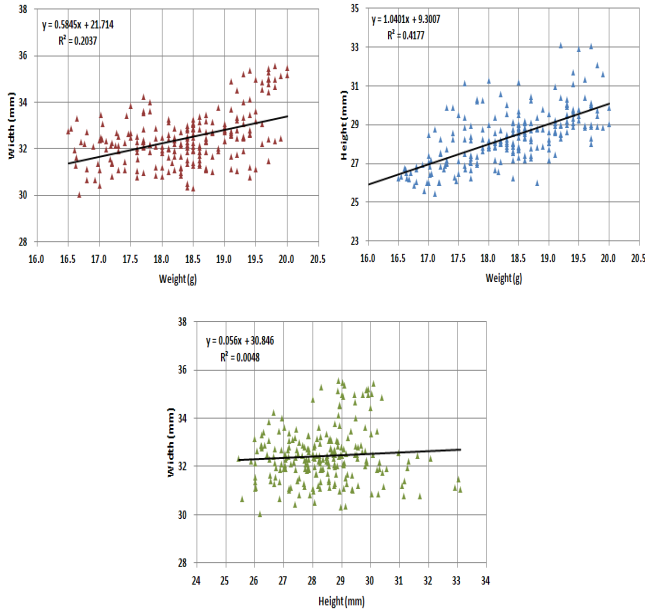 y = 0.5845x + 21.714
R² = 0.2037
Width (mm)
38
36
34
32
30
28
16.0 16.5 17.0 17.5 18.0 18.5 19.0 19.5 20.0 20.5
Weight (g)
y = 1.0401x + 9.3007
R² = 0.4177
Height (mm)
35
33
31
29
27
25
23
16.0 16.5 17.0 17.5 18.0 18.5 19.0 19.5 20.0 20.5
Weight (g)
y = 0.056x + 30.846
R² = 0.0048
Width (mm)
38
36
34
32
30
28
24 25 26 27 28 29 30 31 32 33 34
Height (mm)